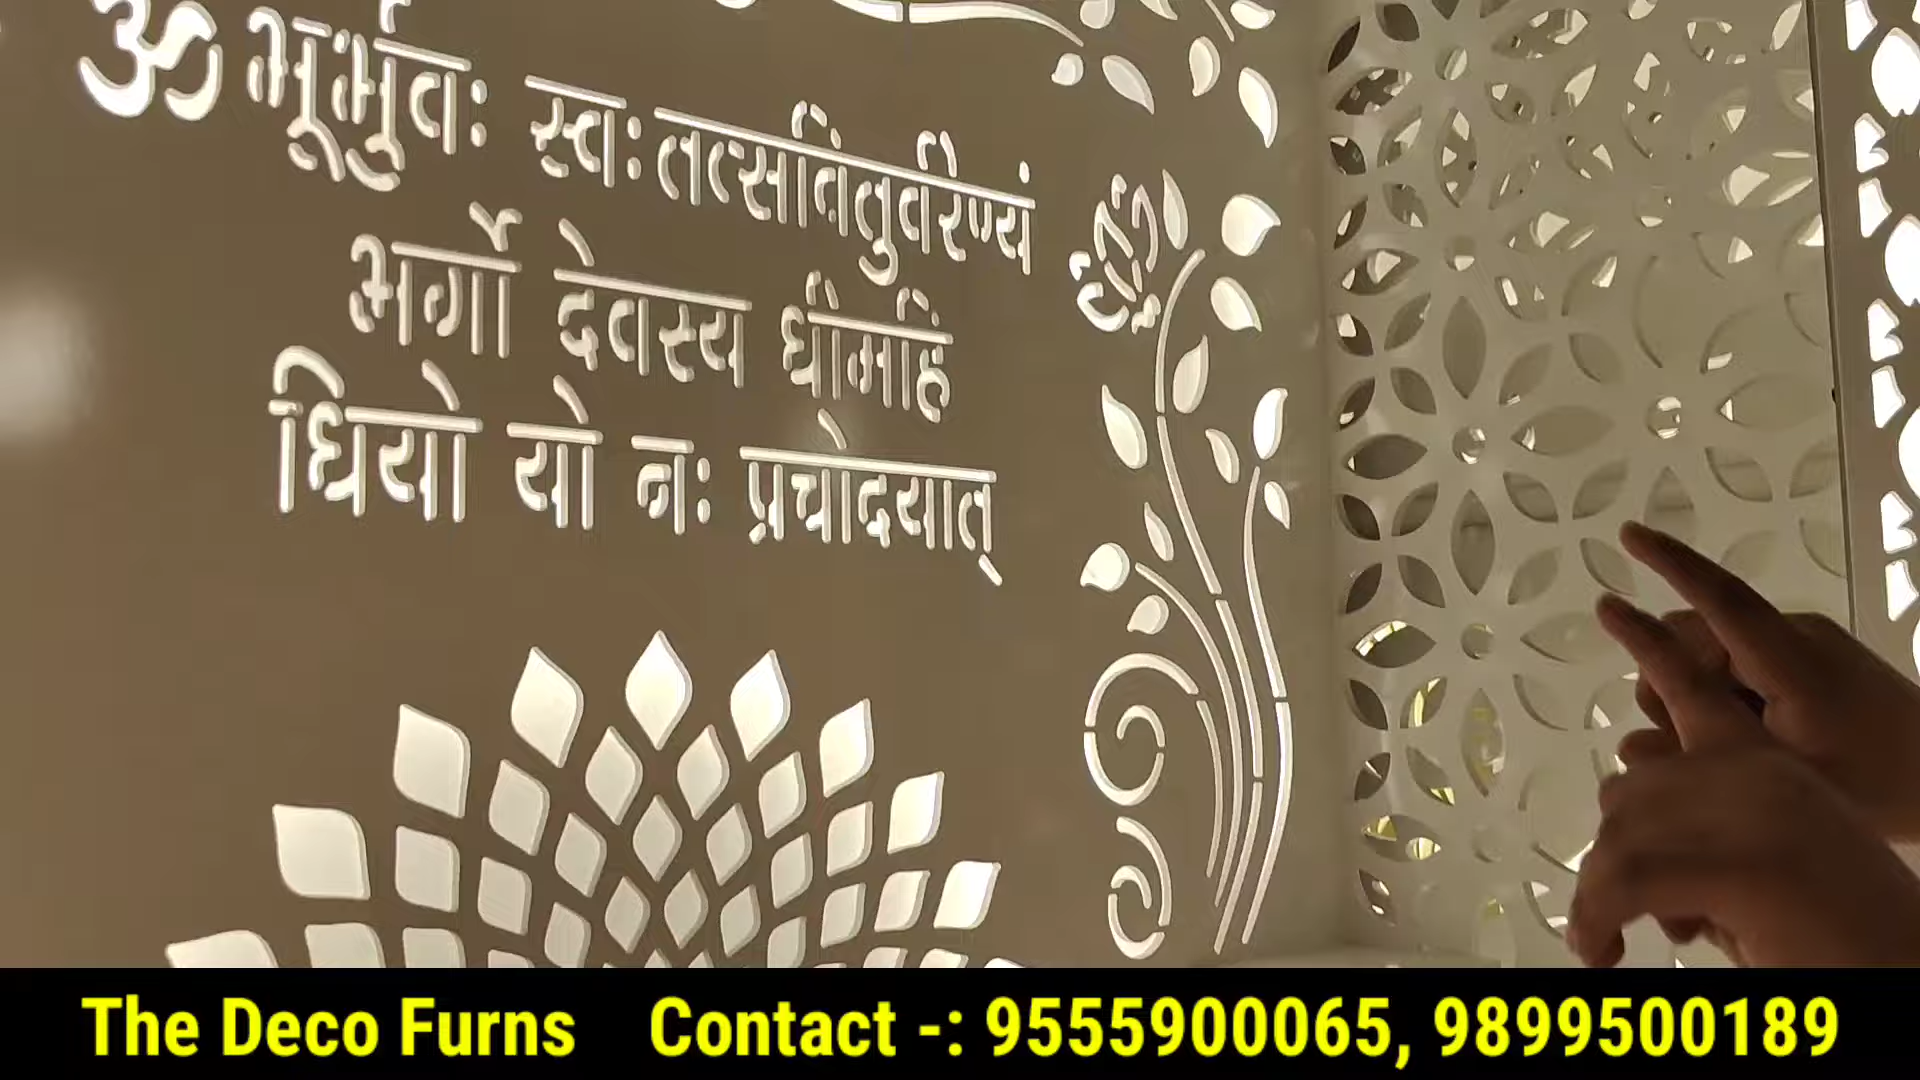 ॐ भूर्भुवः स्वः तत्सवितुर्वरेण्यं
भर्गो देवस्य धीमहि
धियो यो नः प्रचोदयात्
The Deco Furns Contact -: 9555900065, 9899500189